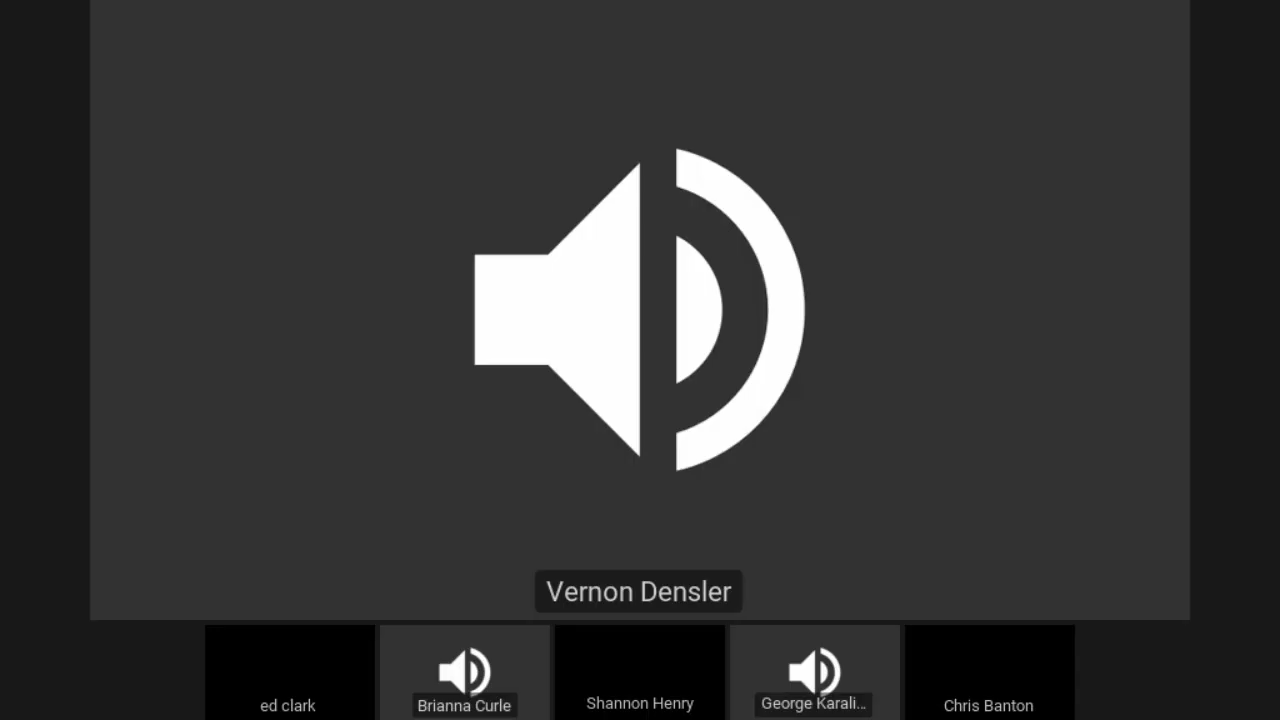 Vernon Densler
ed clark
Brianna Curle
Shannon Henry
George Karali...
Chris Banton